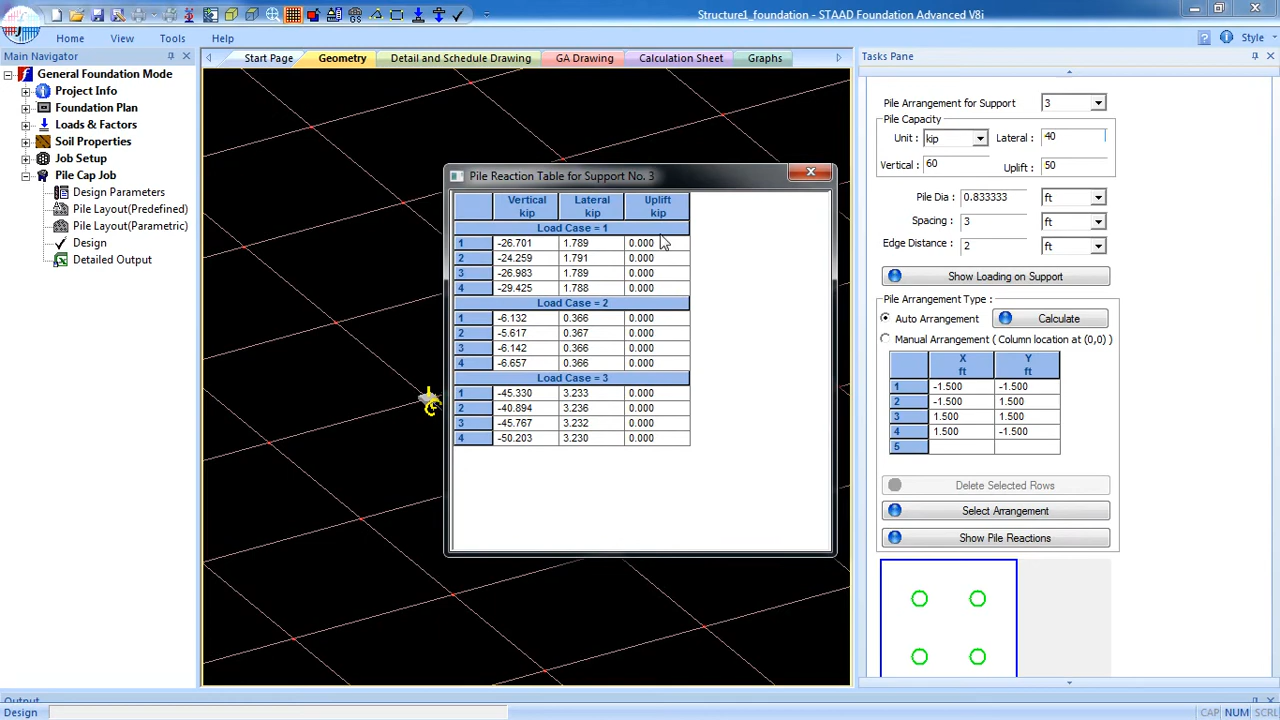 Structure1_foundation - STAAD Foundation Advanced V8i
Home View Tools Help
Style
Main Navigator
General Foundation Mode
Project Info
Foundation Plan
Loads & Factors
Soil Properties
Job Setup
Pile Cap Job
Design Parameters
Pile Layout(Predefined)
Pile Layout(Parametric)
Design
Detailed Output
Start Page Geometry Detail and Schedule Drawing GA Drawing Calculation Sheet Graphs
Pile Reaction Table for Support No. 3
Vertical kip Lateral kip Uplift kip
Load Case = 1
1 -26.701 1.789 0.000
2 -24.259 1.791 0.000
3 -26.983 1.789 0.000
4 -29.425 1.788 0.000
Load Case = 2
1 -6.132 0.366 0.000
2 -5.617 0.367 0.000
3 -6.142 0.366 0.000
4 -6.657 0.366 0.000
Load Case = 3
1 -45.330 3.233 0.000
2 -40.894 3.236 0.000
3 -45.767 3.232 0.000
4 -50.203 3.230 0.000
Tasks Pane
Pile Arrangement for Support 3
Pile Capacity
Unit : kip Lateral : 40
Vertical : 60 Uplift : 50
Pile Dia : 0.833333 ft
Spacing : 3 ft
Edge Distance : 2 ft
Show Loading on Support
Pile Arrangement Type :
Auto Arrangement Calculate
Manual Arrangement ( Column location at (0,0) )
X ft Y ft
1 -1.500 -1.500
2 -1.500 1.500
3 1.500 1.500
4 1.500 -1.500
5
Delete Selected Rows
Select Arrangement
Show Pile Reactions
Output
Design
CAP NUM SCRL